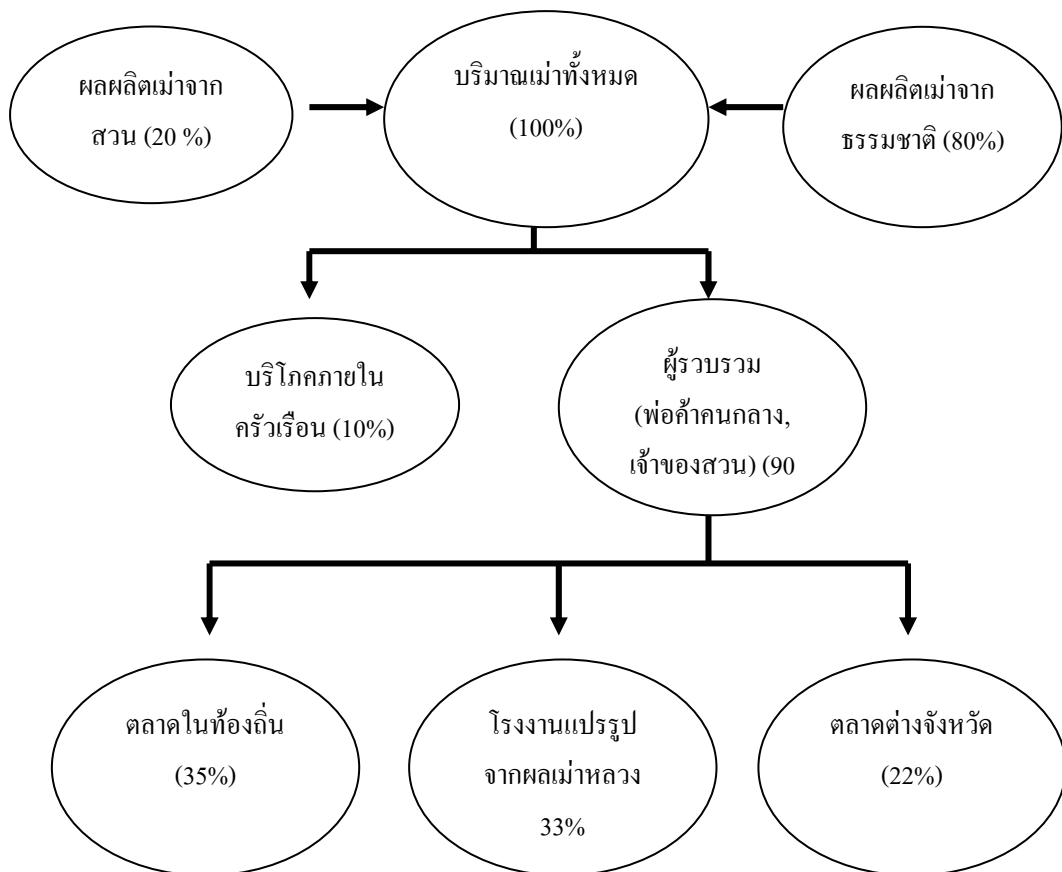 ผลผลิตเม่าจาก
สวน (20 %)
บริมาณเม่าทั้งหมด
(100%)
ผลผลิตเม่าจาก
ธรรมชาติ (80%)
บริโภคภายใน
ครัวเรือน (10%)
ผู้รวบรวม
(พ่อค้าคนกลาง,
เจ้าของสวน) (90
ตลาดในท้องถิ่น
(35%)
โรงงานแปรรูป
จากผลเม่าหลวง
33%
ตลาดต่างจังหวัด
(22%)